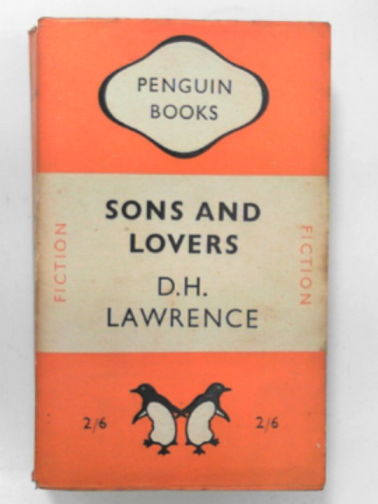 PENGUIN
BOOKS
SONS AND
LOVERS
D.H.
LAWRENCE
FICTION
FICTION
2/6
2/6